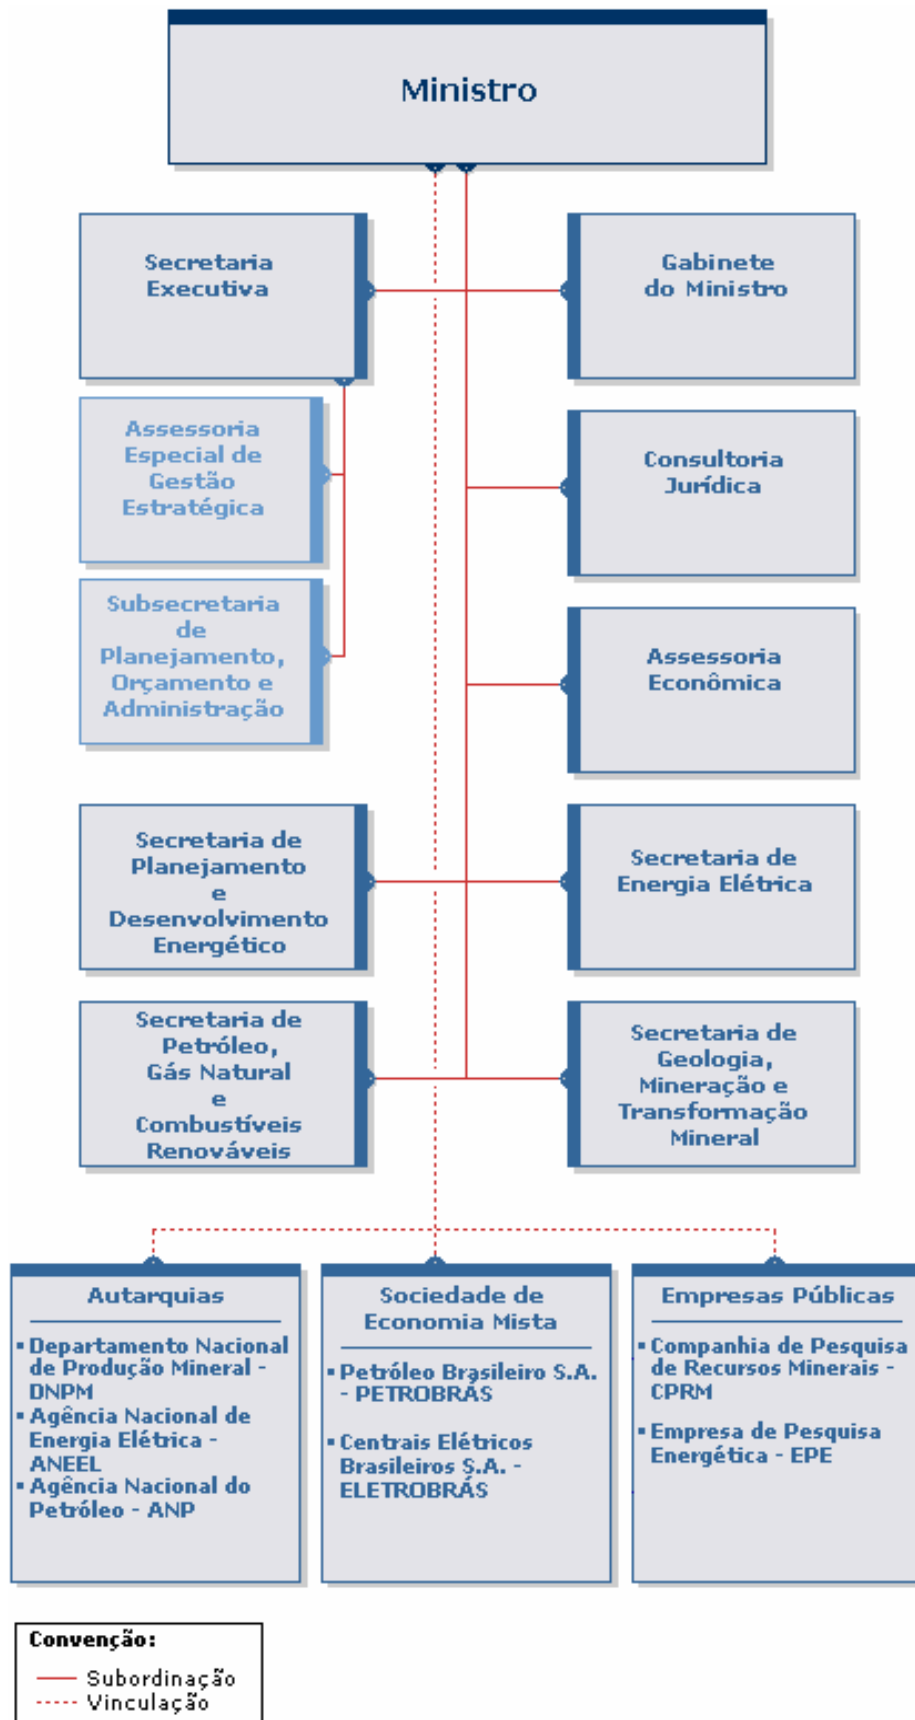 Ministro
Secretaria
Executiva
Gabinete
do Ministro
Assessoria
Especial de
Gestão
Estratégica
Consultoria
Jurídica
Subsecretaria
de
Planejamento,
Orçamento e
Administração
Assessoria
Econômica
Secretaria de
Planejamento
e
Desenvolvimento
Energético
Secretaria de
Energia Elétrica
Secretaria de
Petróleo,
Gás Natural
e
Combustíveis
Renováveis
Secretaria de
Geologia,
Mineração e
Transformação
Mineral
Autarquias
▪ Departamento Nacional
de Produção Mineral -
DNPM
▪ Agência Nacional de
Energia Elétrica -
ANEEL
▪ Agência Nacional do
Petróleo - ANP
Sociedade de
Economia Mista
▪ Petróleo Brasileiro S.A.
- PETROBRÁS
▪ Centrais Elétricos
Brasileiros S.A. -
ELETROBRÁS
Empresas Públicas
▪ Companhia de Pesquisa
de Recursos Minerais -
CPRM
▪ Empresa de Pesquisa
Energética - EPE
Convenção:
Subordinação
Vinculação